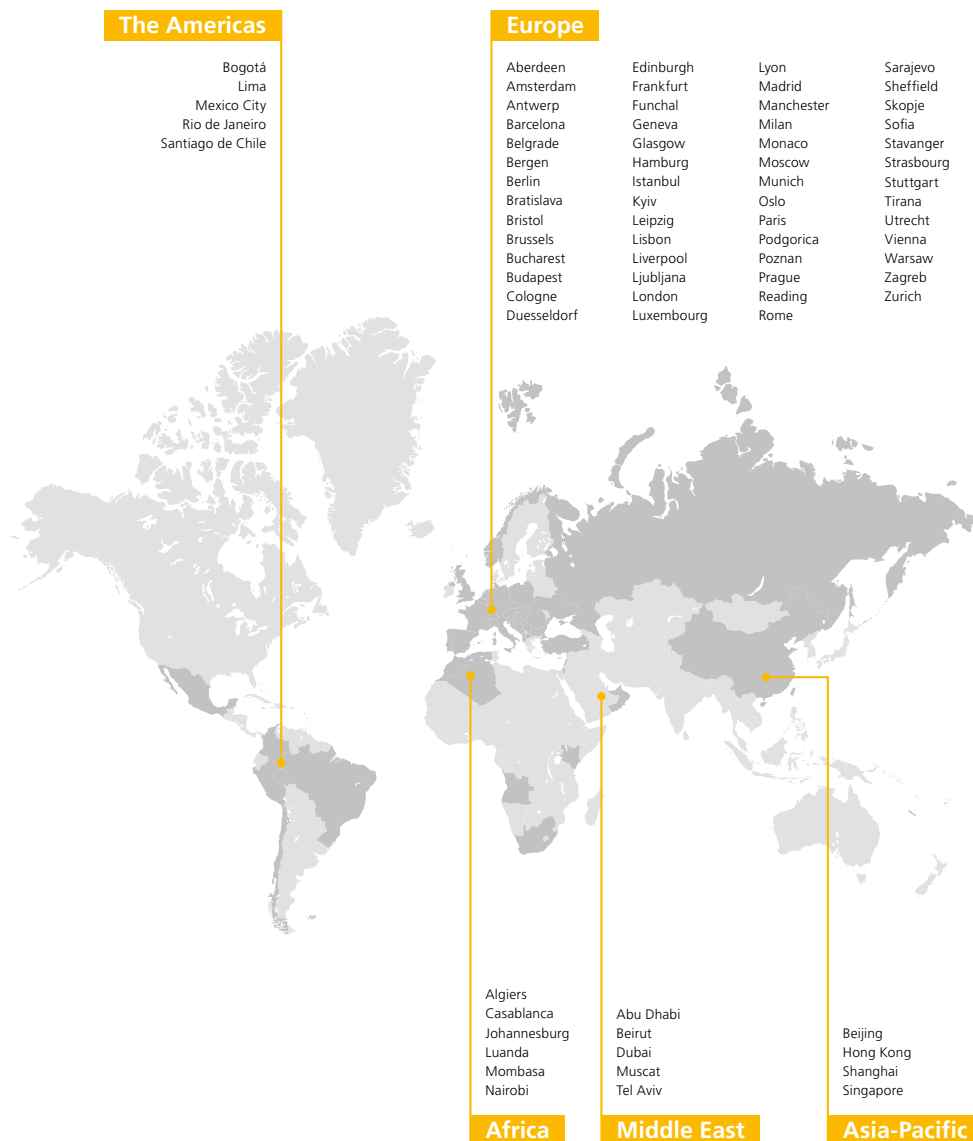 The Americas
Bogotá
Lima
Mexico City
Rio de Janeiro
Santiago de Chile
Europe
Aberdeen
Amsterdam
Antwerp
Barcelona
Belgrade
Bergen
Berlin
Bratislava
Bristol
Brussels
Bucharest
Budapest
Cologne
Duesseldorf
Edinburgh
Frankfurt
Funchal
Geneva
Glasgow
Hamburg
Istanbul
Kyiv
Leipzig
Lisbon
Liverpool
Ljubljana
London
Luxembourg
Lyon
Madrid
Manchester
Milan
Monaco
Moscow
Munich
Oslo
Paris
Podgorica
Poznan
Prague
Reading
Rome
Sarajevo
Sheffield
Skopje
Sofia
Stavanger
Strasbourg
Stuttgart
Tirana
Utrecht
Vienna
Warsaw
Zagreb
Zurich
Algiers
Casablanca
Johannesburg
Luanda
Mombasa
Nairobi
Africa
Abu Dhabi
Beirut
Dubai
Muscat
Tel Aviv
Middle East
Beijing
Hong Kong
Shanghai
Singapore
Asia-Pacific